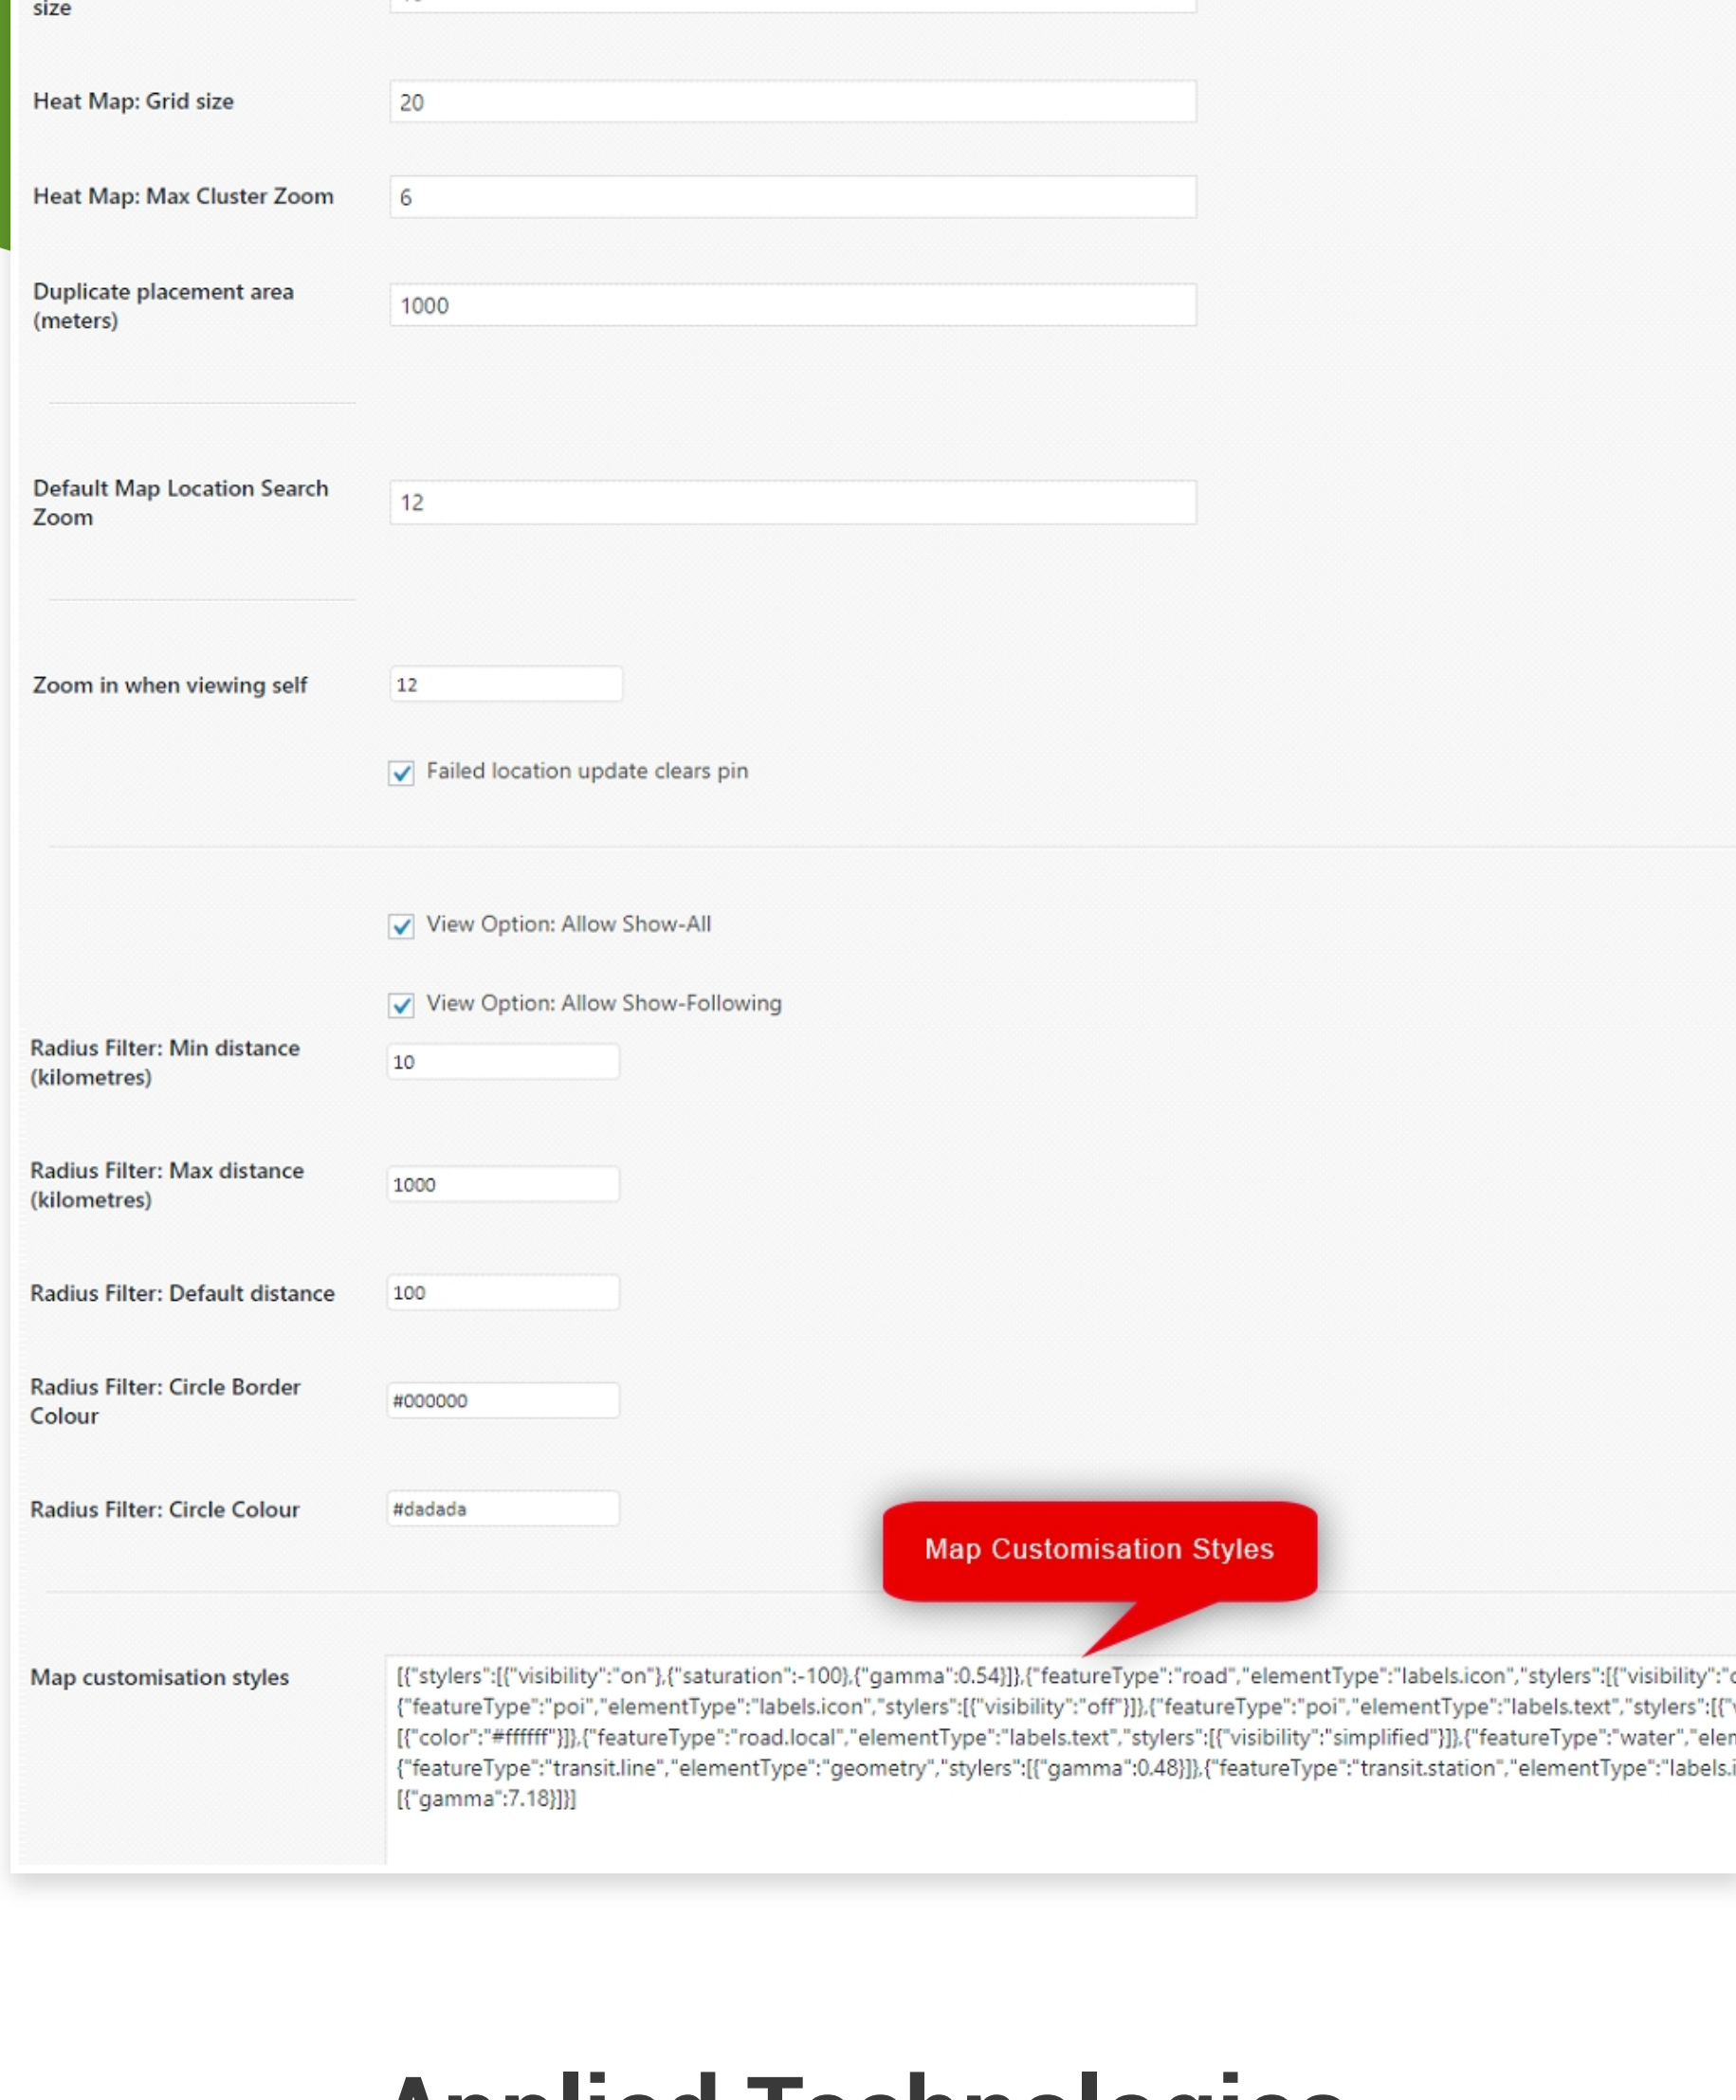 size
Heat Map: Grid size
20
Heat Map: Max Cluster Zoom
6
Duplicate placement area
(meters)
1000
Default Map Location Search
Zoom
12
Zoom in when viewing self
12
Failed location update clears pin
View Option: Allow Show-All
View Option: Allow Show-Following
Radius Filter: Min distance
(kilometres)
10
Radius Filter: Max distance
(kilometres)
1000
Radius Filter: Default distance
100
Radius Filter: Circle Border
Colour
#000000
Radius Filter: Circle Colour
#dadada
Map Customisation Styles
Map customisation styles
[{"stylers":[{"visibility":"on"},{"saturation":-100},{"gamma":0.54}]},{"featureType":"road","elementType":"labels.icon","stylers":[{"visibility":"
{"featureType":"poi","elementType":"labels.icon","stylers":[{"visibility":"off"}]},{"featureType":"poi","elementType":"labels.text","stylers":[{"
[{"color":"#ffffff"}]},{"featureType":"road.local","elementType":"labels.text","stylers":[{"visibility":"simplified"}]},{"featureType":"water","elem
{"featureType":"transit.line","elementType":"geometry","stylers":[{"gamma":0.48}]},{"featureType":"transit.station","elementType":"labels.i
[{"gamma":7.18}]}]
Applied Technologies